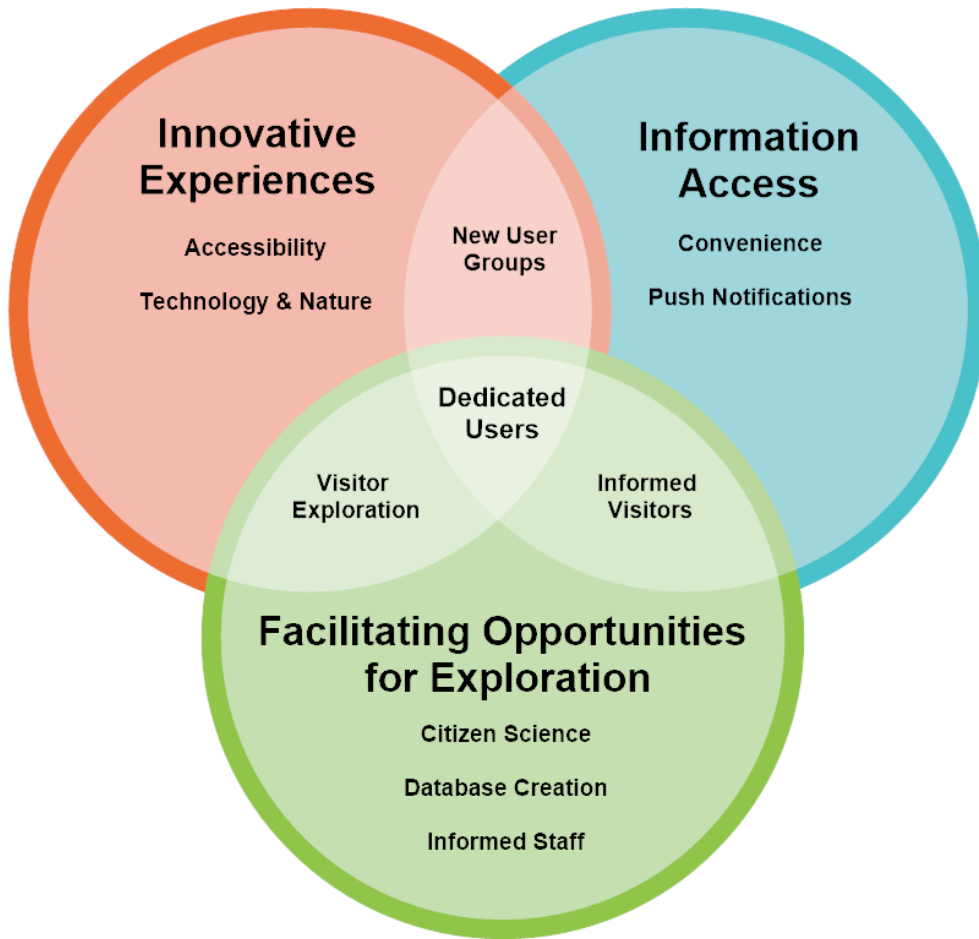 Innovative
Experiences
Accessibility
Technology & Nature
New User
Groups
Information
Access
Convenience
Push Notifications
Dedicated
Users
Visitor
Exploration
Informed
Visitors
Facilitating Opportunities
for Exploration
Citizen Science
Database Creation
Informed Staff